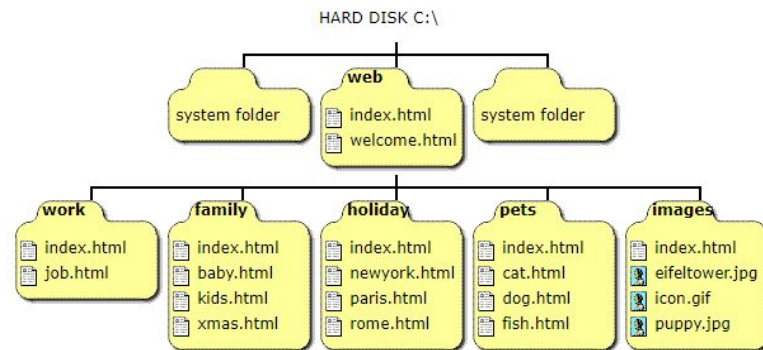 HARD DISK C:\
system folder
web
index.html
welcome.html
system folder
work
index.html
job.html
family
index.html
baby.html
kids.html
xmas.html
holiday
index.html
newyork.html
paris.html
rome.html
pets
index.html
cat.html
dog.html
fish.html
images
index.html
eifeltower.jpg
icon.gif
puppy.jpg